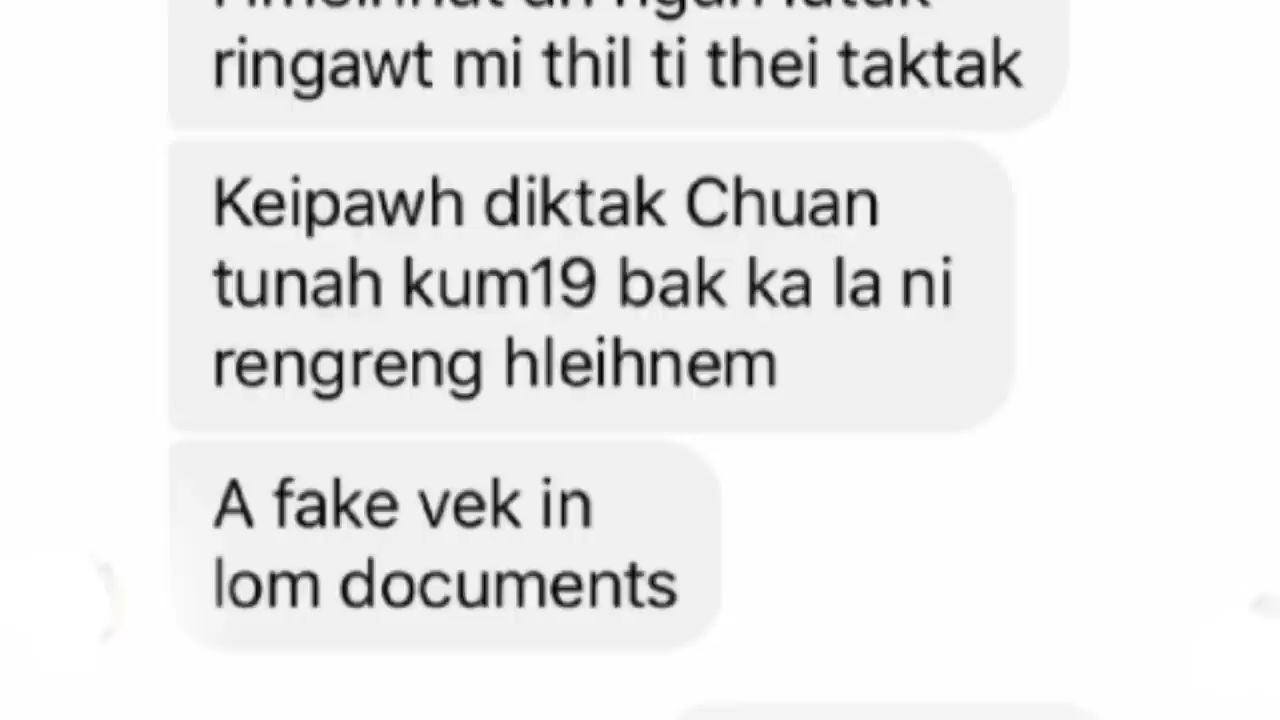 ringawt mi thil ti thei taktak
Keipawh diktak Chuan
tunah kum19 bak ka la ni
rengreng hleihnem
A fake vek in
lom documents